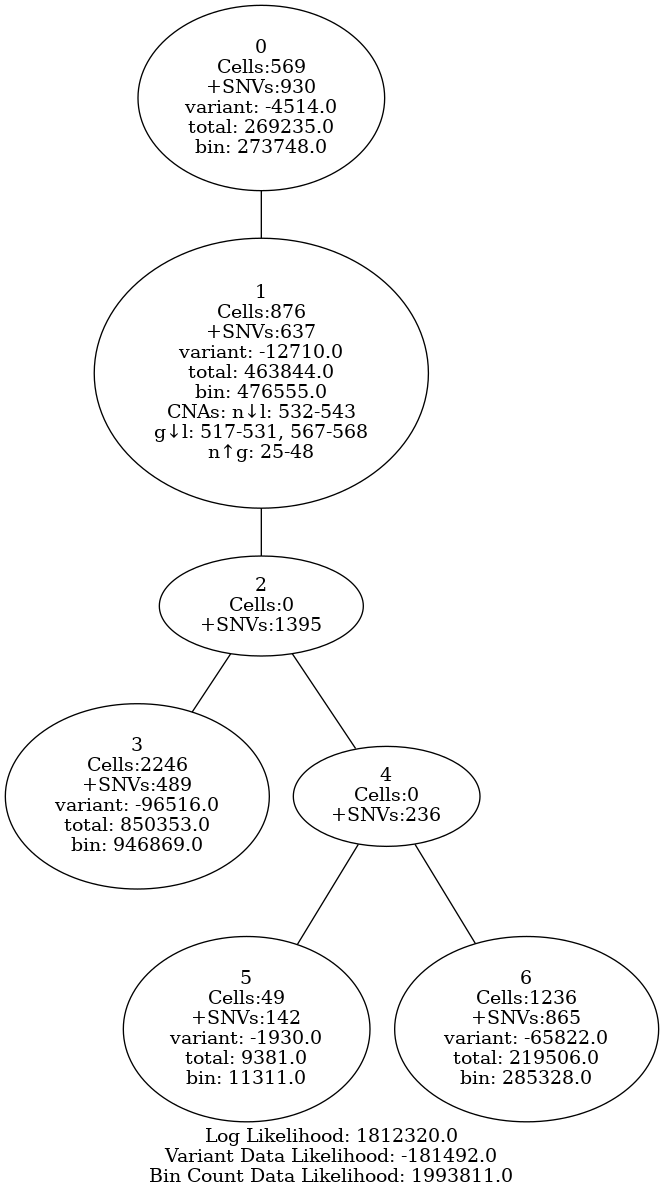 0
Cells:569
+SNVs:930
variant: -4514.0
total: 269235.0
bin: 273748.0
1
Cells:876
+SNVs:637
variant: -12710.0
total: 463844.0
bin: 476555.0
CNAs: n↓l: 532-543
g↓l: 517-531, 567-568
n↑g: 25-48
2
Cells:0
+SNVs:1395
3
Cells:2246
+SNVs:489
variant: -96516.0
total: 850353.0
bin: 946869.0
4
Cells:0
+SNVs:236
5
Cells:49
+SNVs:142
variant: -1930.0
total: 9381.0
bin: 11311.0
6
Cells:1236
+SNVs:865
variant: -65822.0
total: 219506.0
bin: 285328.0
Log Likelihood: 1812320.0
Variant Data Likelihood: -181492.0
Bin Count Data Likelihood: 1993811.0